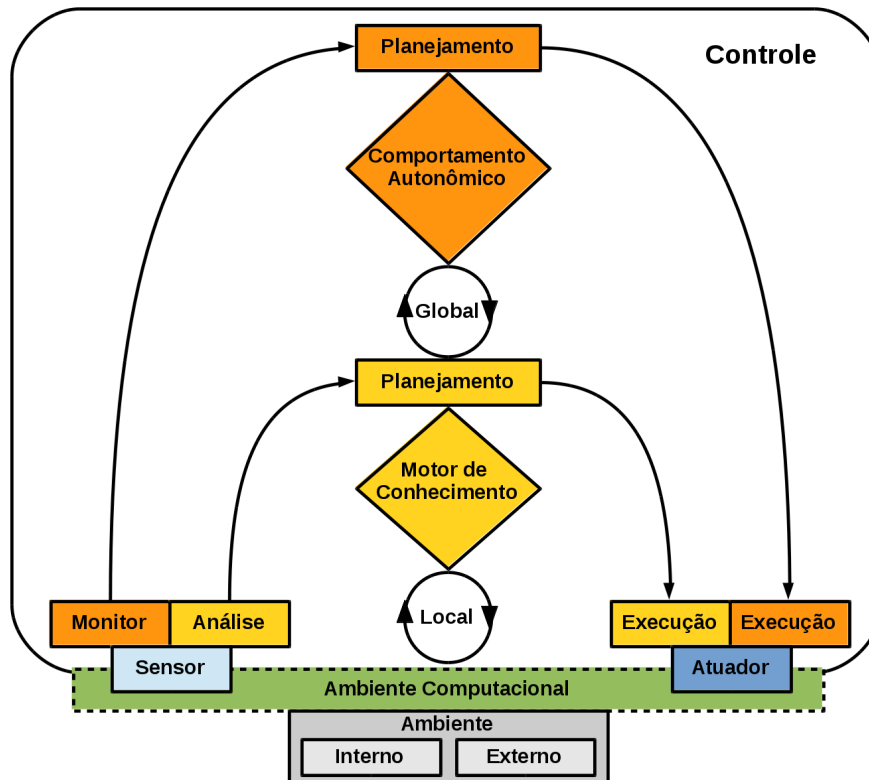 Planejamento
Controle
Comportamento
Autonômico
Global
Planejamento
Motor de
Conhecimento
Local
Monitor
Análise
Execução
Execução
Sensor
Atuador
Ambiente Computacional
Ambiente
Interno
Externo